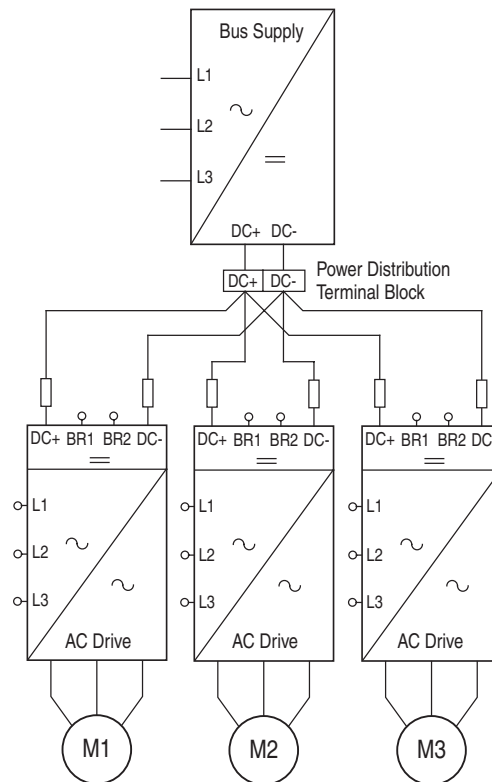 Bus Supply
L1
L2
L3
DC+ DC-
DC+ DC-
Power Distribution
Terminal Block
DC+ BR1 BR2 DC-
DC+ BR1 BR2 DC-
DC+ BR1 BR2 DC
L1
L2
L3
AC Drive
L1
L2
L3
AC Drive
L1
L2
L3
AC Drive
M1
M2
M3